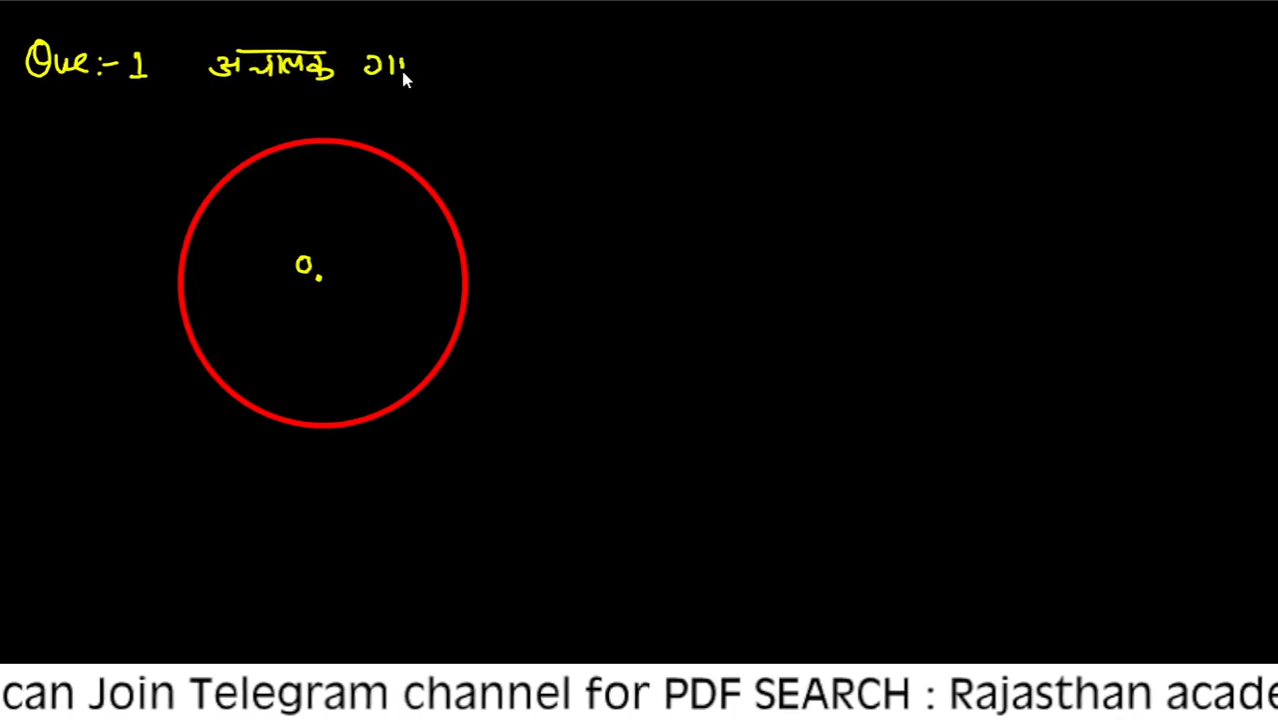 Que:- 1 अचालक
O
can Join Telegram channel for PDF SEARCH : Rajasthan acade